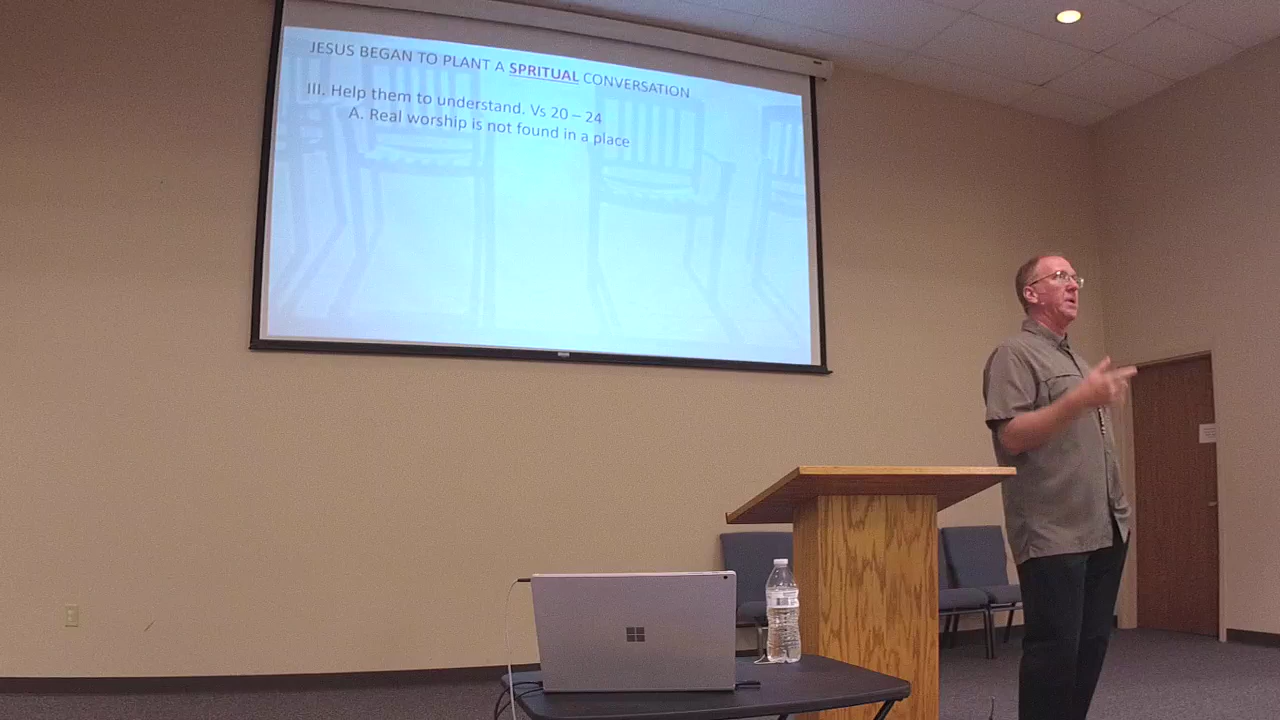 JESUS BEGAN TO PLANT A SPRITUAL CONVERSATION
III. Help them to understand. Vs 20 – 24
A. Real worship is not found in a place